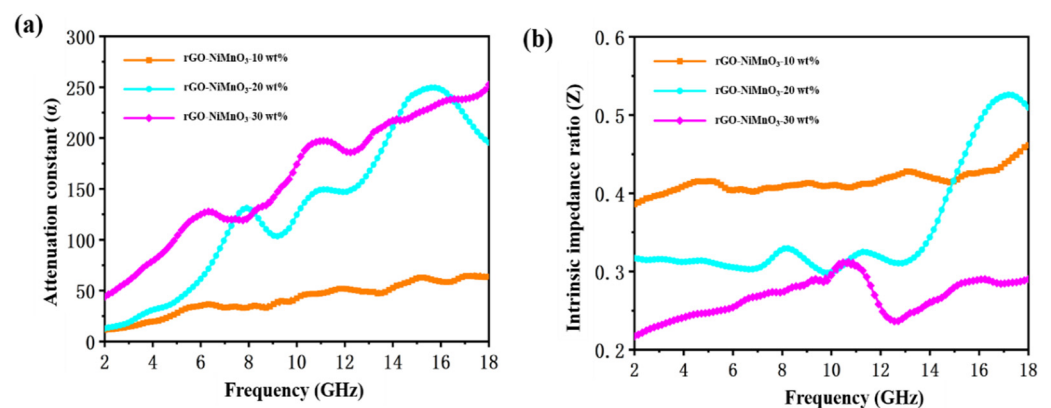 (a)
300
250
200
150
100
50
0
Attenuation constant (α)
rGO-NiMnO₃-10 wt%
rGO-NiMnO₃-20 wt%
rGO-NiMnO₃-30 wt%
2 4 6 8 10 12 14 16 18
Frequency (GHz)
(b)
0.6
0.5
0.4
0.3
0.2
Intrinsic impedance ratio (Z)
rGO-NiMnO₃-10 wt%
rGO-NiMnO₃-20 wt%
rGO-NiMnO₃-30 wt%
2 4 6 8 10 12 14 16 18
Frequency (GHz)